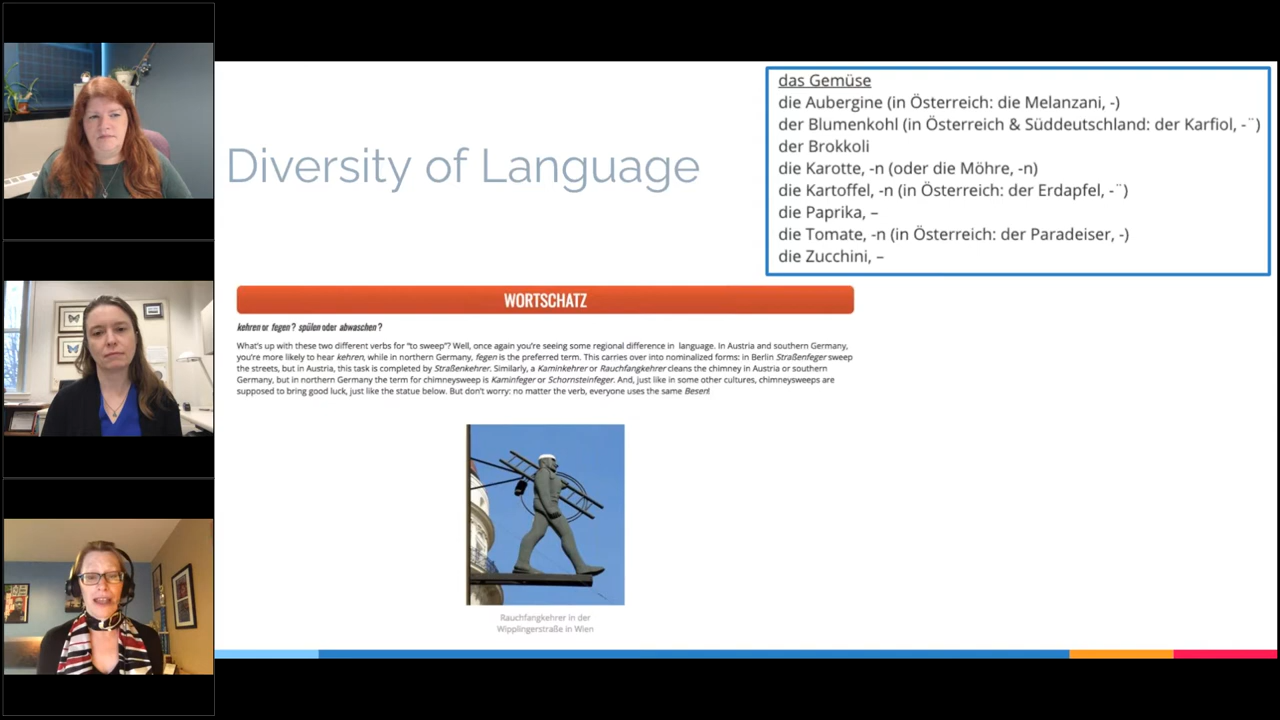 Diversity of Language
das Gemüse
die Aubergine (in Österreich: die Melanzani, -)
der Blumenkohl (in Österreich & Süddeutschland: der Karfiol, -¨)
der Brokkoli
die Karotte, -n (oder die Möhre, -n)
die Kartoffel, -n (in Österreich: der Erdapfel, -¨)
die Paprika, –
die Tomate, -n (in Österreich: der Paradeiser, -)
die Zucchini, –
WORTSCHATZ
kehren or fegen? spülen oder abwaschen?
What's up with these two different verbs for "to sweep"? Well, once again you're seeing some regional difference in language. In Austria and southern Germany,
you're more likely to hear kehren, while in northern Germany, fegen is the preferred term. This carries over into nominalized forms: in Berlin Straßenfeger sweep
the streets, but in Austria, this task is completed by Straßenkehrer. Similarly, a Kaminkehrer or Rauchfangkehrer cleans the chimney in Austria or southern
Germany, but in northern Germany the term for chimneysweep is Kaminfeger or Schornsteinfeger. And, just like in some other cultures, chimneysweeps are
supposed to bring good luck, just like the statue below. But don't worry: no matter the verb, everyone uses the same Besen!
Rauchfangkehrer in der
Wipplingerstraße in Wien